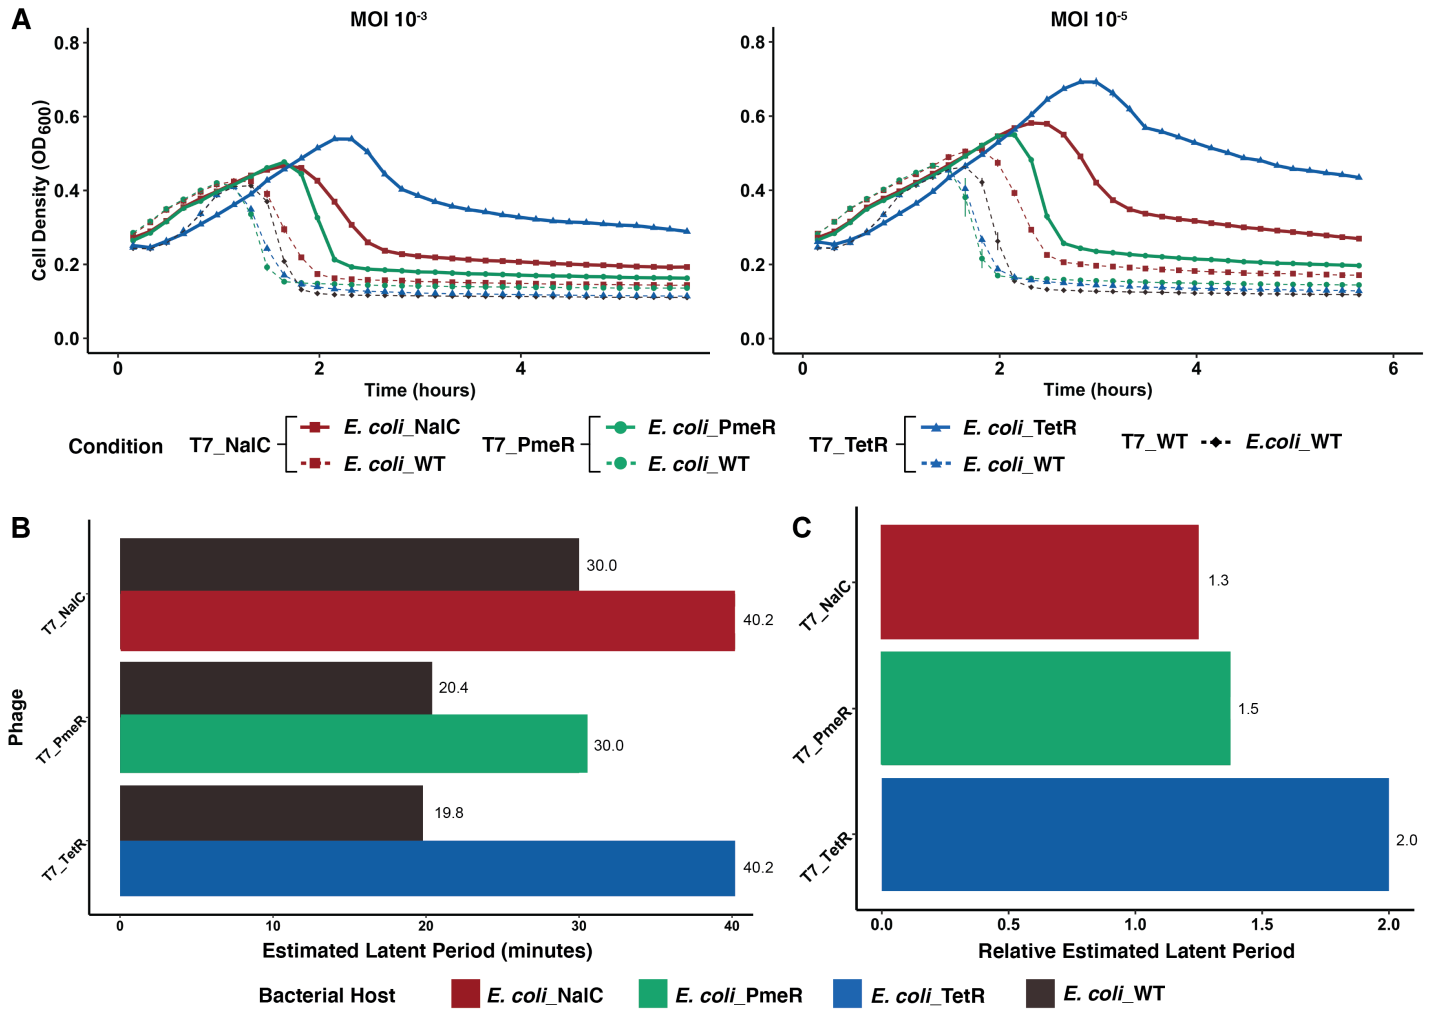 A
MOI 10-3
MOI 10-5
Cell Density (OD600)
0.8
0.6
0.4
0.2
0.0
0.8
0.6
0.4
0.2
0.0
0 2 4
0 2 4 6
Time (hours)
Time (hours)
Condition
T7_NalC
E. coli_NalC
E. coli_WT
T7_PmeR
E. coli_PmeR
E. coli_WT
T7_TetR
E. coli_TetR
E. coli_WT
T7_WT
E.coli_WT
B
Phage
T7_NalC
30.0
40.2
T7_PmeR
20.4
30.0
T7_TetR
19.8
40.2
0 10 20 30 40
Estimated Latent Period (minutes)
C
T7_NalC
1.3
T7_PmeR
1.5
T7_TetR
2.0
0.0 0.5 1.0 1.5 2.0
Relative Estimated Latent Period
Bacterial Host
E. coli_NalC
E. coli_PmeR
E. coli_TetR
E. coli_WT